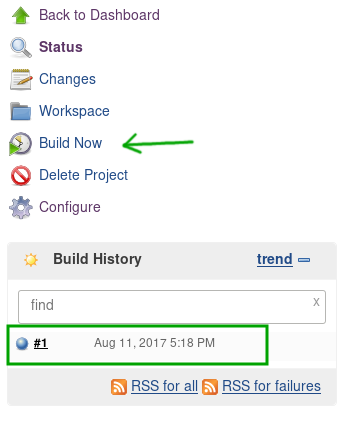 Back to Dashboard
Status
Changes
Workspace
Build Now
Delete Project
Configure
Build History trend
find x
#1 Aug 11, 2017 5:18 PM
RSS for all RSS for failures